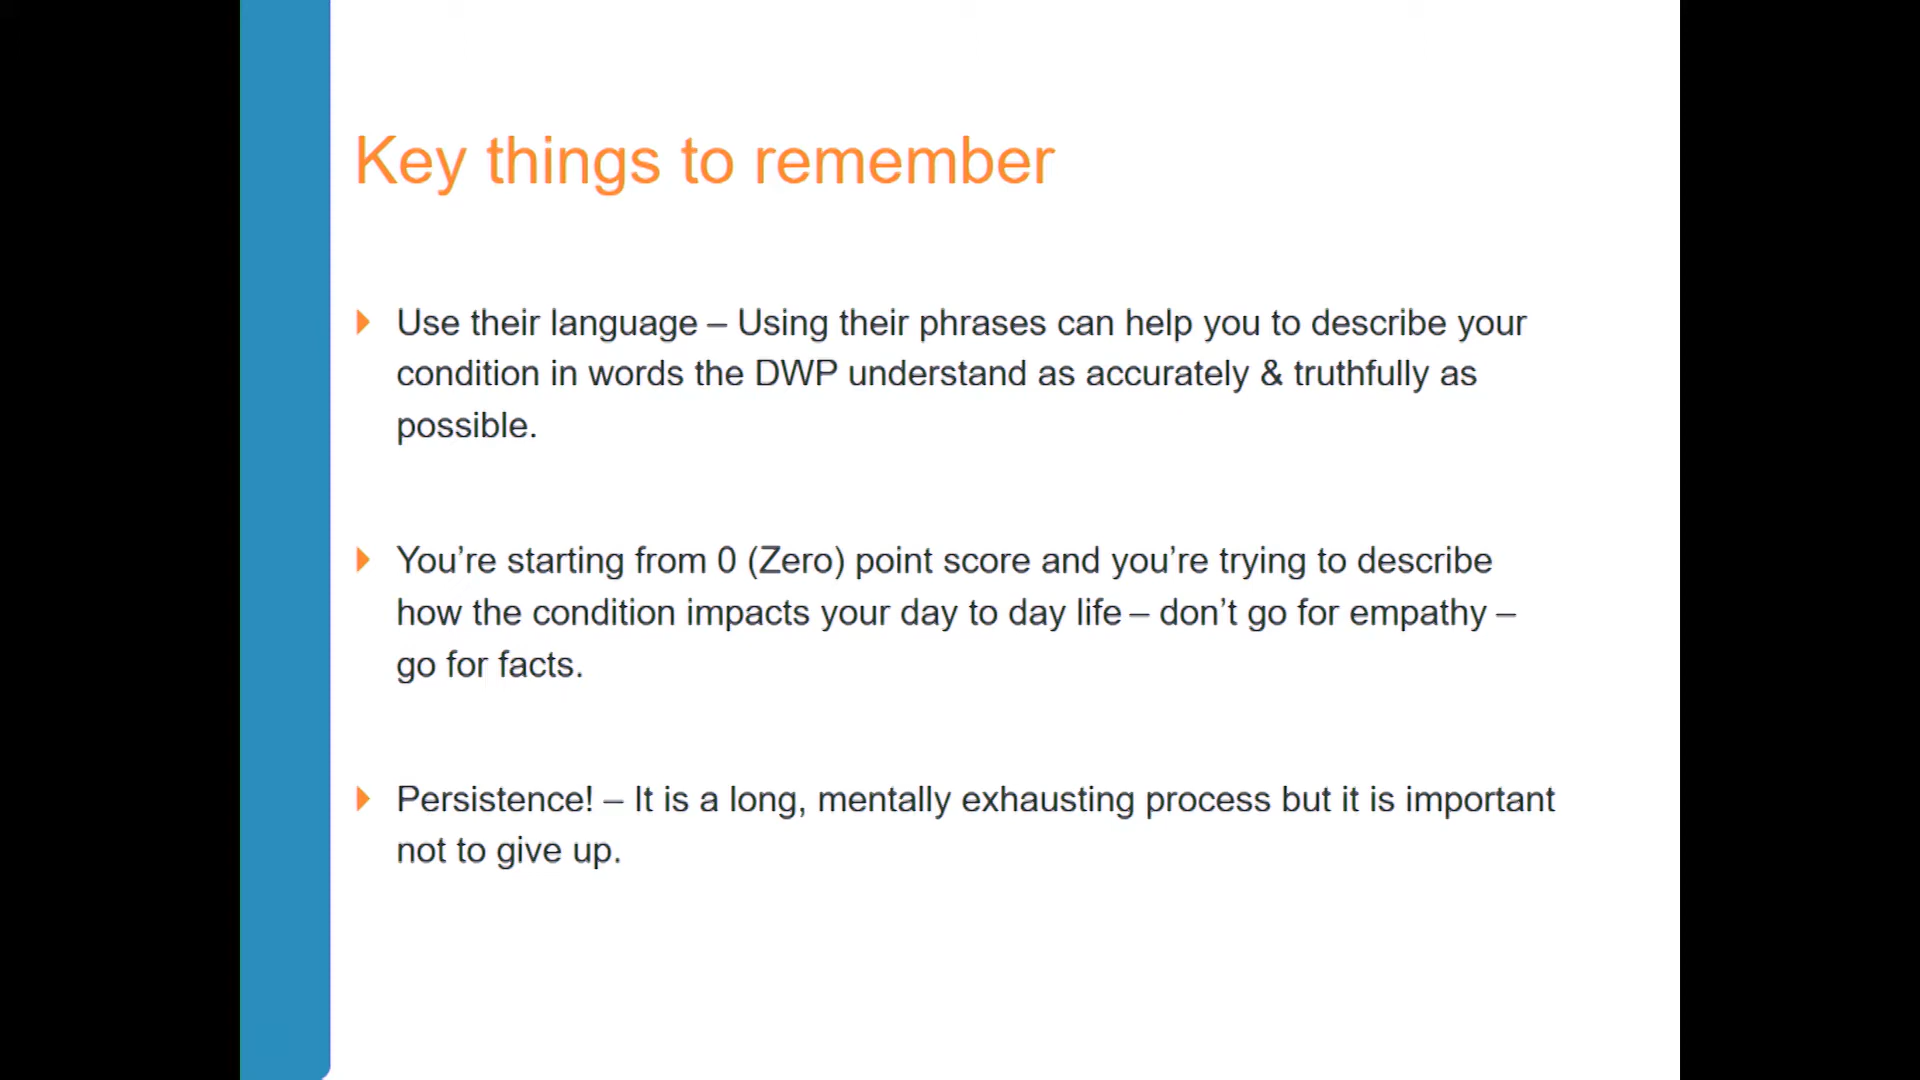 Key things to remember
Use their language – Using their phrases can help you to describe your
condition in words the DWP understand as accurately & truthfully as
possible.
You’re starting from 0 (Zero) point score and you’re trying to describe
how the condition impacts your day to day life – don’t go for empathy –
go for facts.
Persistence! – It is a long, mentally exhausting process but it is important
not to give up.